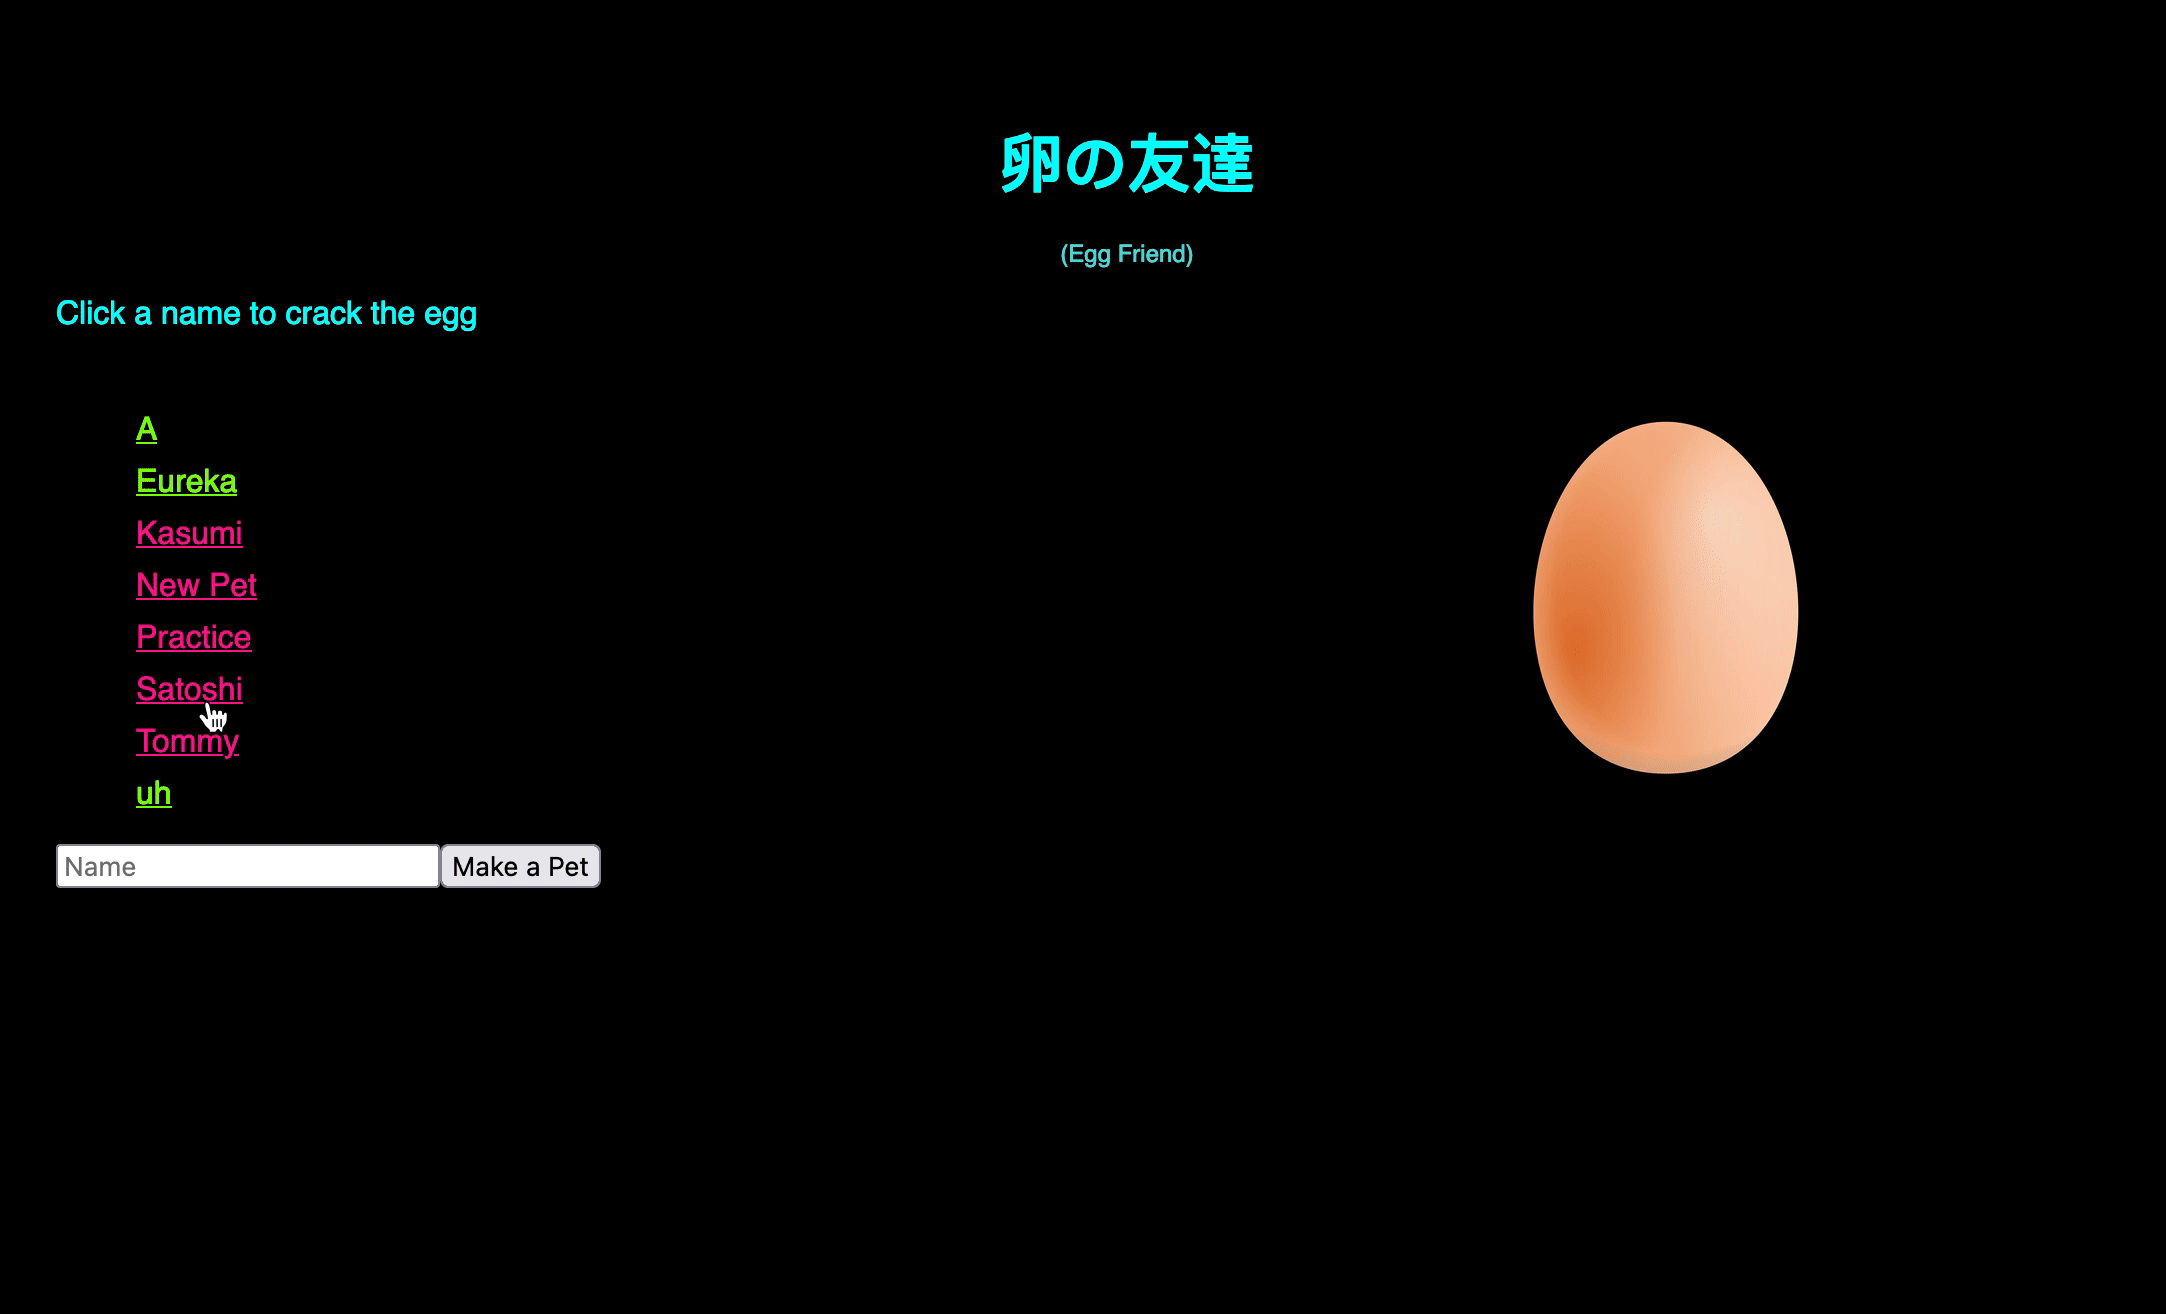 卵の友達
(Egg Friend)
Click a name to crack the egg
A
Eureka
Kasumi
New Pet
Practice
Satoshi
Tommy
uh
Name
Make a Pet